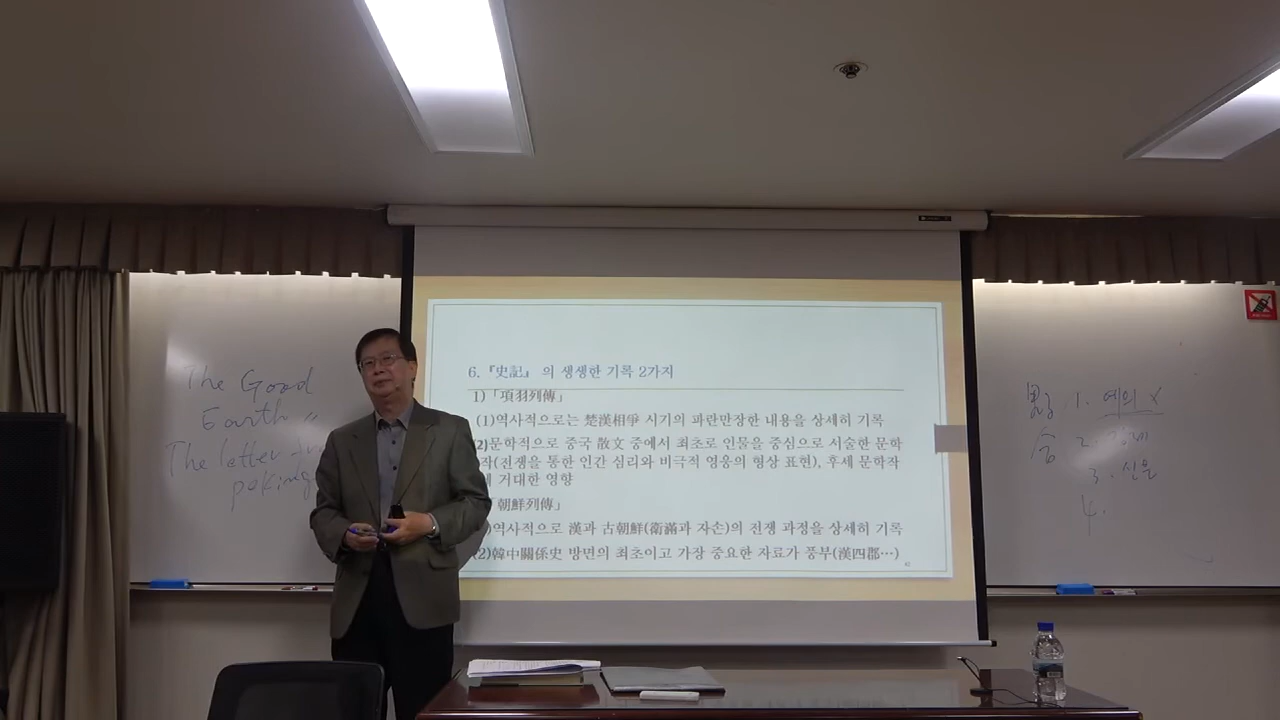 The Good
Earth "
The letter
peking
6.『史記』 의 생생한 기록 2가지
1)「項羽列傳」
(1)역사적으로는 楚漢相爭 시기의 파란만장한 내용을 상세히 기록
(2)문학적으로 중국 散文 중에서 최초로 인물을 중심으로 서술한 문학
작(전쟁을 통한 인간 심리와 비극적 영웅의 형상 표현), 후세 문학작
에 거대한 영향
「朝鮮列傳」
)역사적으로 漢과 古朝鮮(衛滿과 자손)의 전쟁 과정을 상세히 기록
(2)韓中關係史 방면의 최초이고 가장 중요한 자료가 풍부(漢四郡…)
1. 예의 x
2. 경제
3. 신용
4.